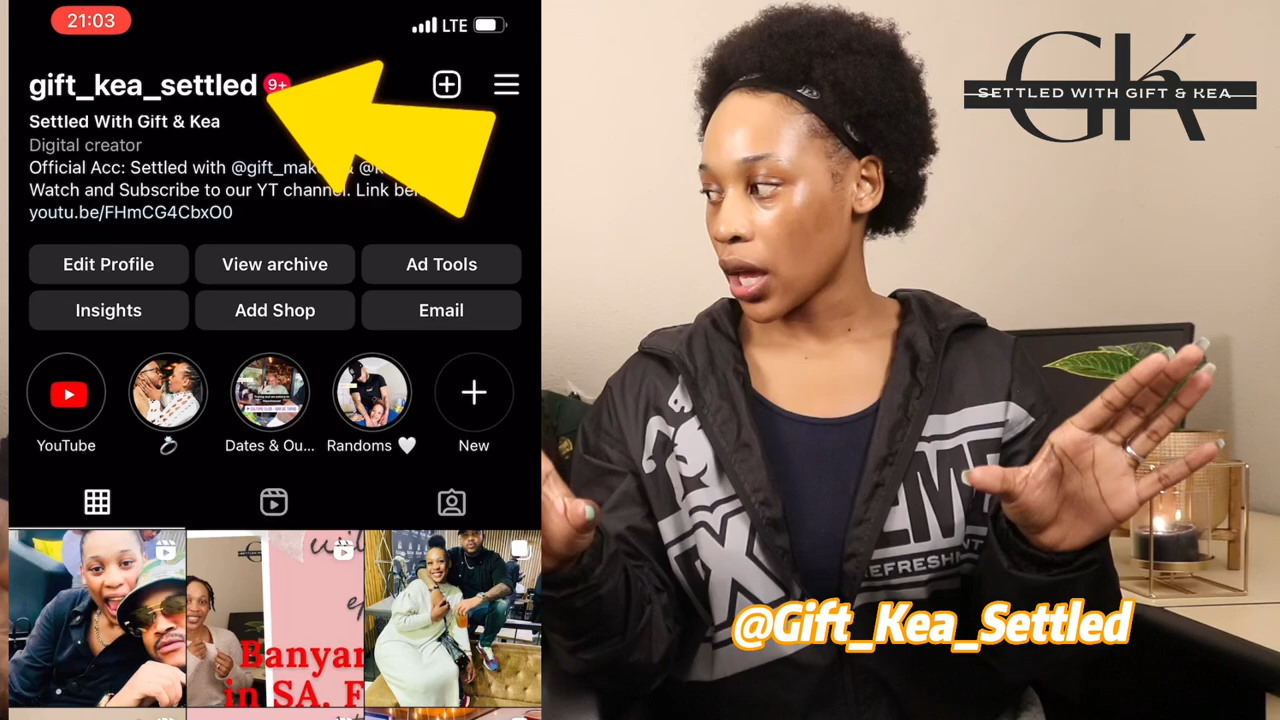 21:03
LTE
gift_kea_settled 9+
Settled With Gift & Kea
Digital creator
Official Acc: Settled with @gift_mak
Watch and Subscribe to our YT channel. Link
youtu.be/FHmCG4CbxO0
Edit Profile
View archive
Ad Tools
Insights
Add Shop
Email
YouTube
💍
Dates & Ou...
Randoms 🤍
New
Banyan
in SA. F
GK
SETTLED WITH GIFT & KEA
REFRESHMENT
@Gift_Kea_Settled